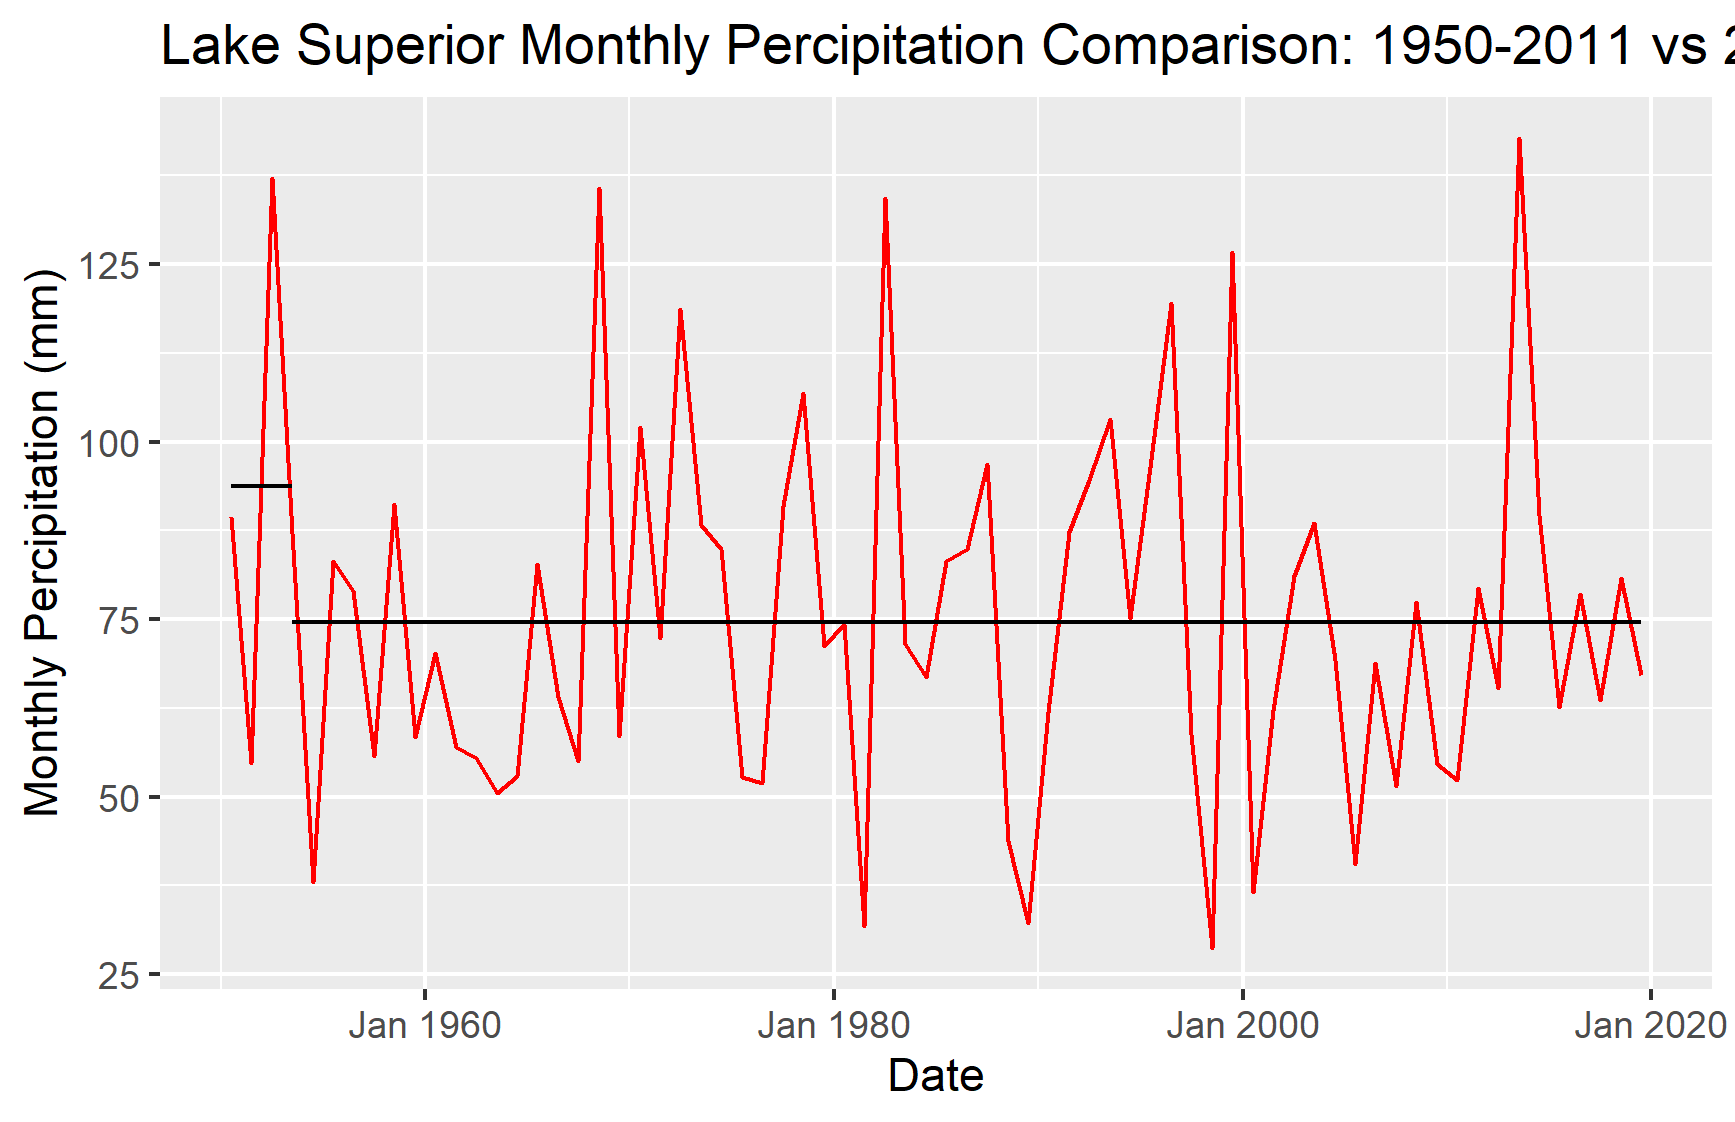 Lake Superior Monthly Percipitation Comparison: 1950-2011 vs 2
Monthly Percipitation (mm)
125
100
75
50
25
Jan 1960
Jan 1980
Jan 2000
Jan 2020
Date